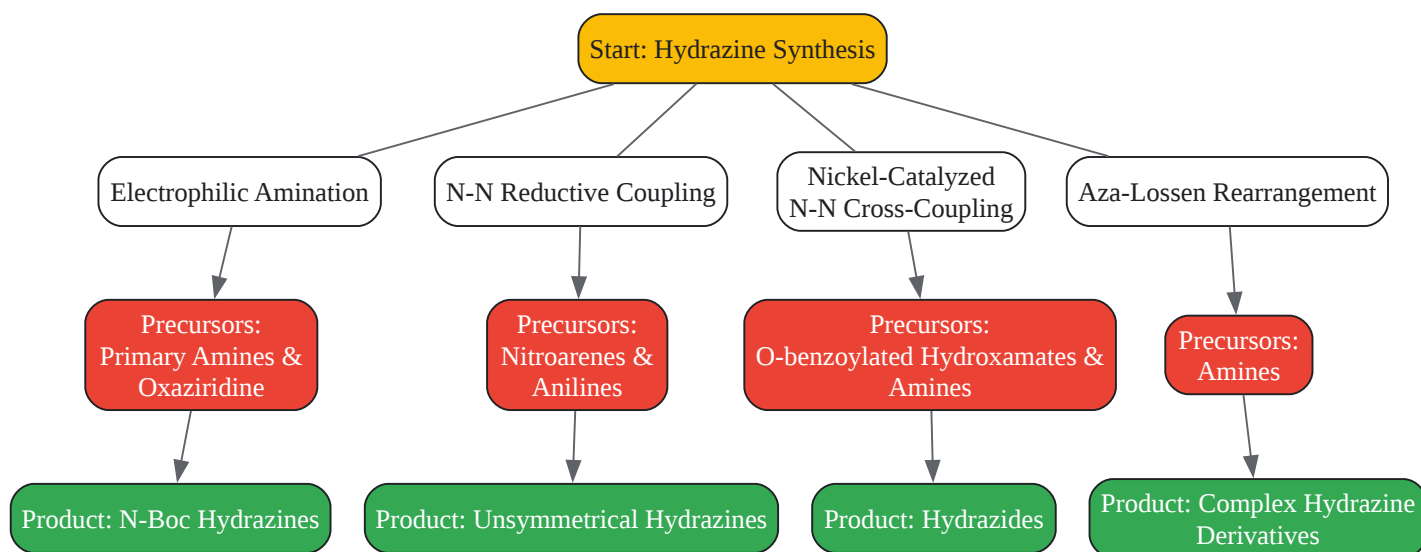 Start: Hydrazine Synthesis
Electrophilic Amination
N-N Reductive Coupling
Nickel-Catalyzed
N-N Cross-Coupling
Aza-Lossen Rearrangement
Precursors:
Primary Amines &
Oxaziridine
Precursors:
Nitroarenes &
Anilines
Precursors:
O-benzoylated Hydroxamates &
Amines
Precursors:
Amines
Product: N-Boc Hydrazines
Product: Unsymmetrical Hydrazines
Product: Hydrazides
Product: Complex Hydrazine
Derivatives